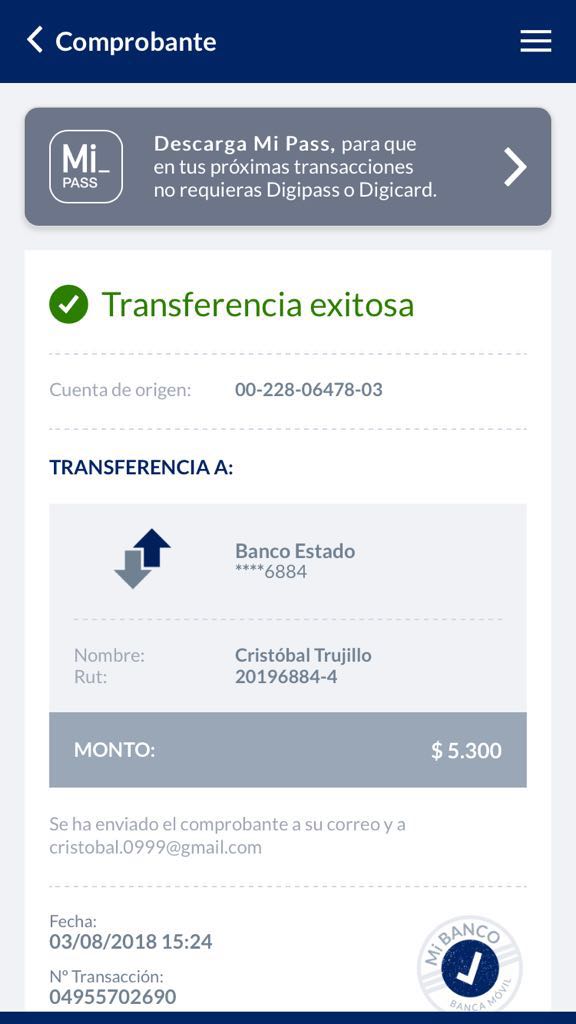 Comprobante
Mi_
PASS
Descarga Mi Pass, para que
en tus próximas transacciones
no requieras Digipass o Digicard.
Transferencia exitosa
Cuenta de origen: 00-228-06478-03
TRANSFERENCIA A:
Banco Estado
****6884
Nombre: Cristóbal Trujillo
Rut: 20196884-4
MONTO: $ 5.300
Se ha enviado el comprobante a su correo y a
cristobal.0999@gmail.com
Fecha:
03/08/2018 15:24
Nº Transacción:
04955702690
Mi BANCO
BANCA MÓVIL